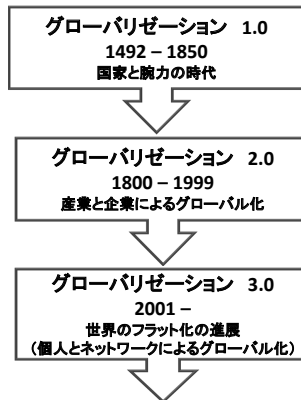 グローバリゼーション 1.0
1492 – 1850
国家と腕力の時代
グローバリゼーション 2.0
1800 – 1999
産業と企業によるグローバル化
グローバリゼーション 3.0
2001 –
世界のフラット化の進展
(個人とネットワークによるグローバル化)